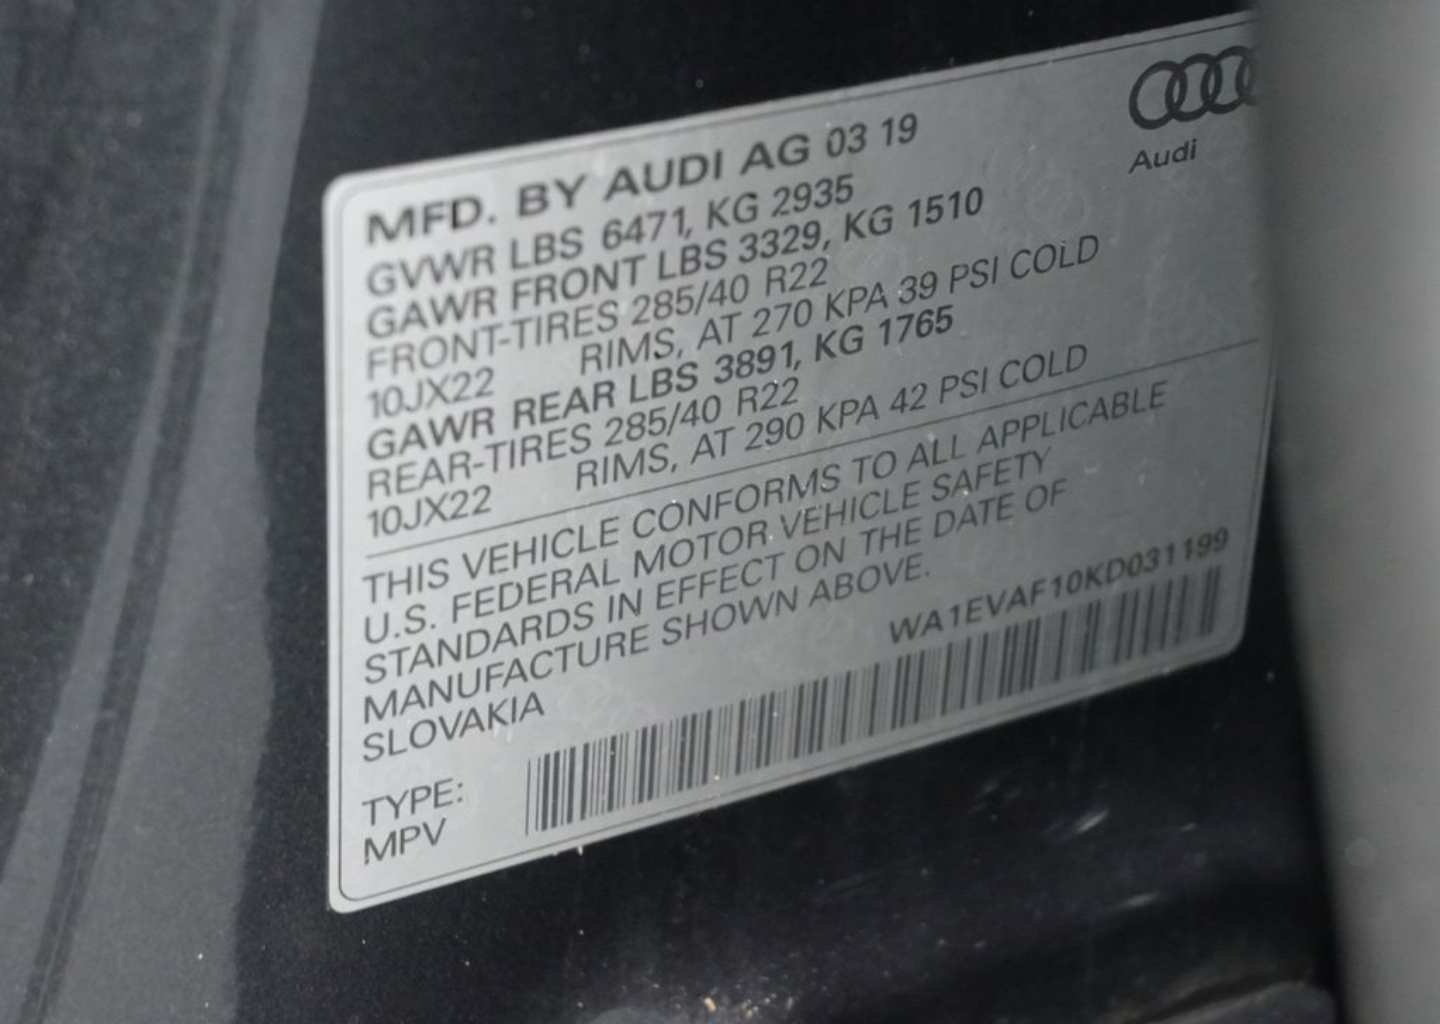 MFD. BY AUDI AG 03 19
GVWR LBS 6471, KG 2935
GAWR FRONT LBS 3329, KG 1510
FRONT-TIRES 285/40 R22
10JX22 RIMS, AT 270 KPA 39 PSI COLD
GAWR REAR LBS 3891, KG 1765
REAR-TIRES 285/40 R22
10JX22 RIMS, AT 290 KPA 42 PSI COLD
Audi
THIS VEHICLE CONFORMS TO ALL APPLICABLE
U.S. FEDERAL MOTOR VEHICLE SAFETY
STANDARDS IN EFFECT ON THE DATE OF
MANUFACTURE SHOWN ABOVE.
SLOVAKIA
WA1EVAF10KD031199
TYPE:
MPV